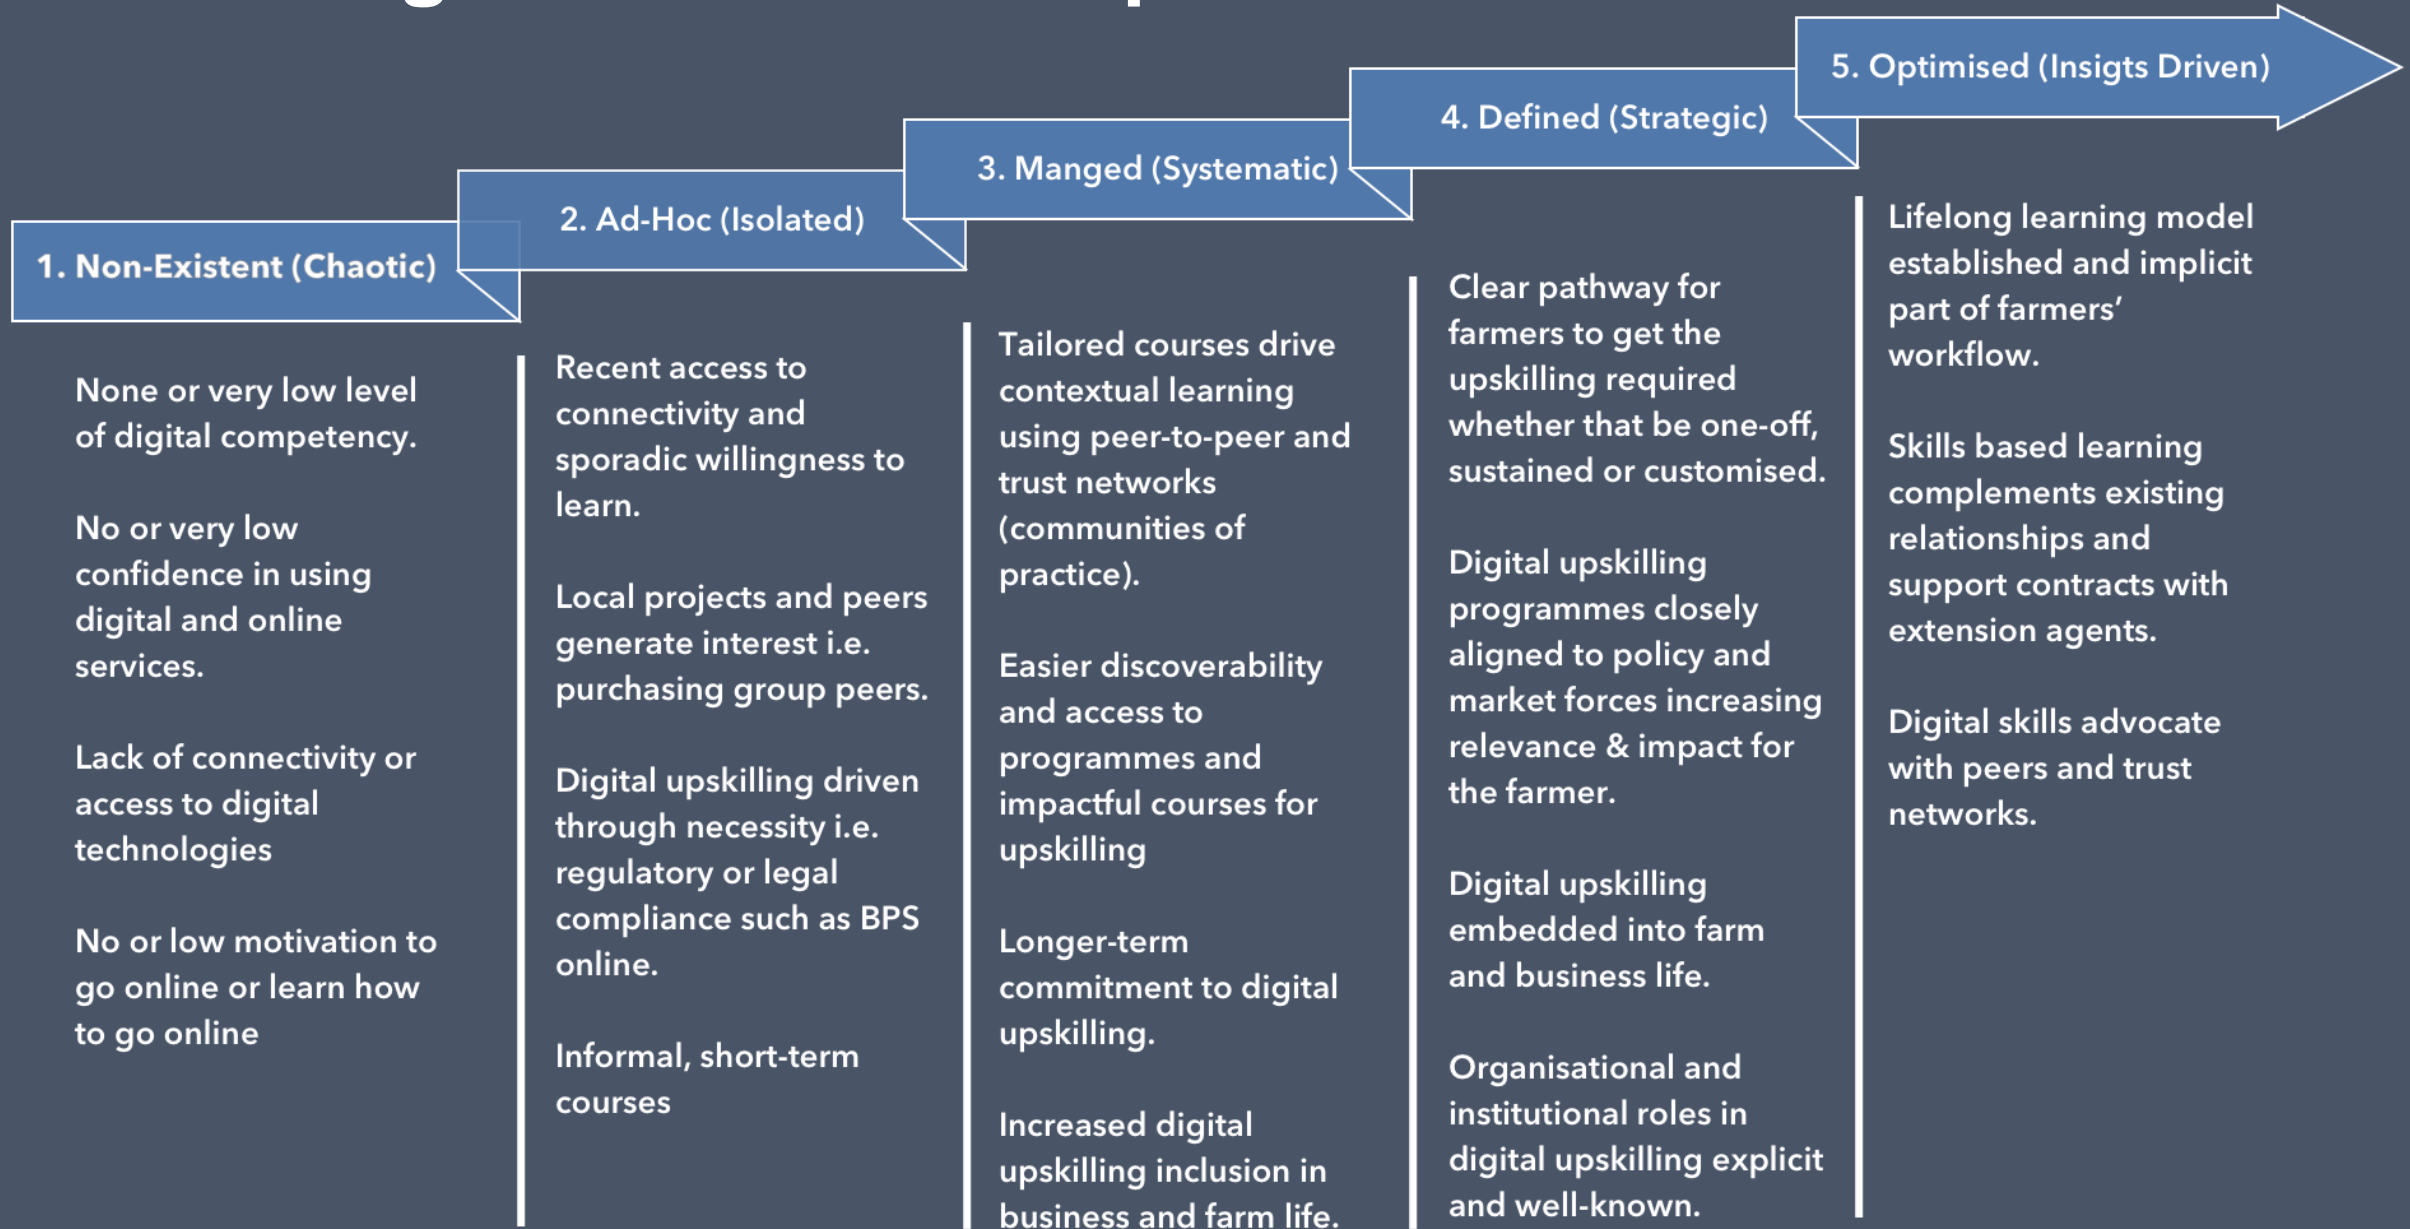 1. Non-Existent (Chaotic)
None or very low level
of digital competency.
No or very low
confidence in using
digital and online
services.
Lack of connectivity or
access to digital
technologies
No or low motivation to
go online or learn how
to go online
2. Ad-Hoc (Isolated)
Recent access to
connectivity and
sporadic willingness to
learn.
Local projects and peers
generate interest i.e.
purchasing group peers.
Digital upskilling driven
through necessity i.e.
regulatory or legal
compliance such as BPS
online.
Informal, short-term
courses
3. Manged (Systematic)
Tailored courses drive
contextual learning
using peer-to-peer and
trust networks
(communities of
practice).
Easier discoverability
and access to
programmes and
impactful courses for
upskilling
Longer-term
commitment to digital
upskilling.
Increased digital
upskilling inclusion in
business and farm life.
4. Defined (Strategic)
Clear pathway for
farmers to get the
upskilling required
whether that be one-off,
sustained or customised.
Digital upskilling
programmes closely
aligned to policy and
market forces increasing
relevance & impact for
the farmer.
Digital upskilling
embedded into farm
and business life.
Organisational and
institutional roles in
digital upskilling explicit
and well-known.
5. Optimised (Insigts Driven)
Lifelong learning model
established and implicit
part of farmers’
workflow.
Skills based learning
complements existing
relationships and
support contracts with
extension agents.
Digital skills advocate
with peers and trust
networks.